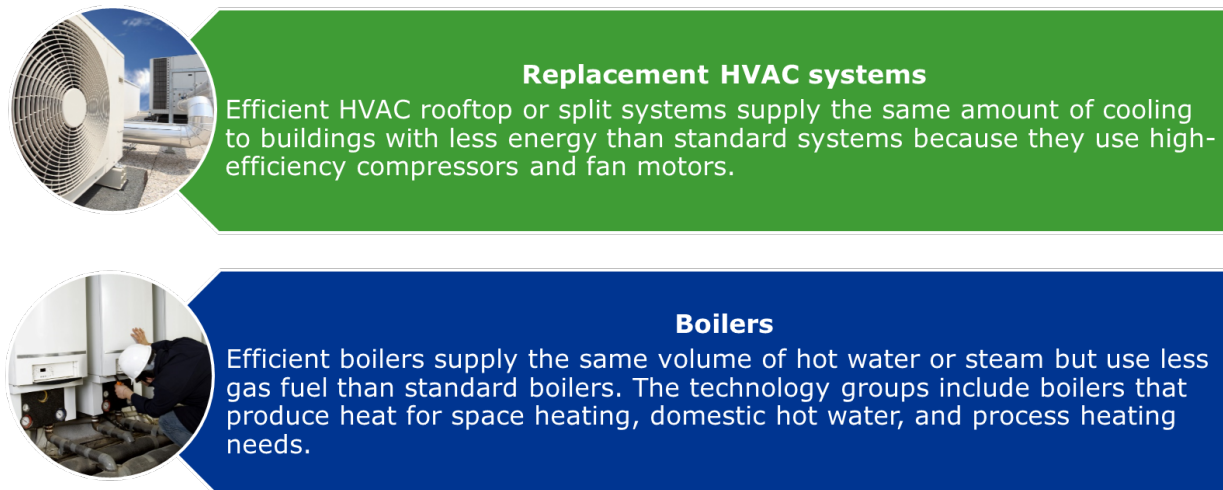 Replacement HVAC systems
Efficient HVAC rooftop or split systems supply the same amount of cooling
to buildings with less energy than standard systems because they use high-
efficiency compressors and fan motors.
Boilers
Efficient boilers supply the same volume of hot water or steam but use less
gas fuel than standard boilers. The technology groups include boilers that
produce heat for space heating, domestic hot water, and process heating
needs.